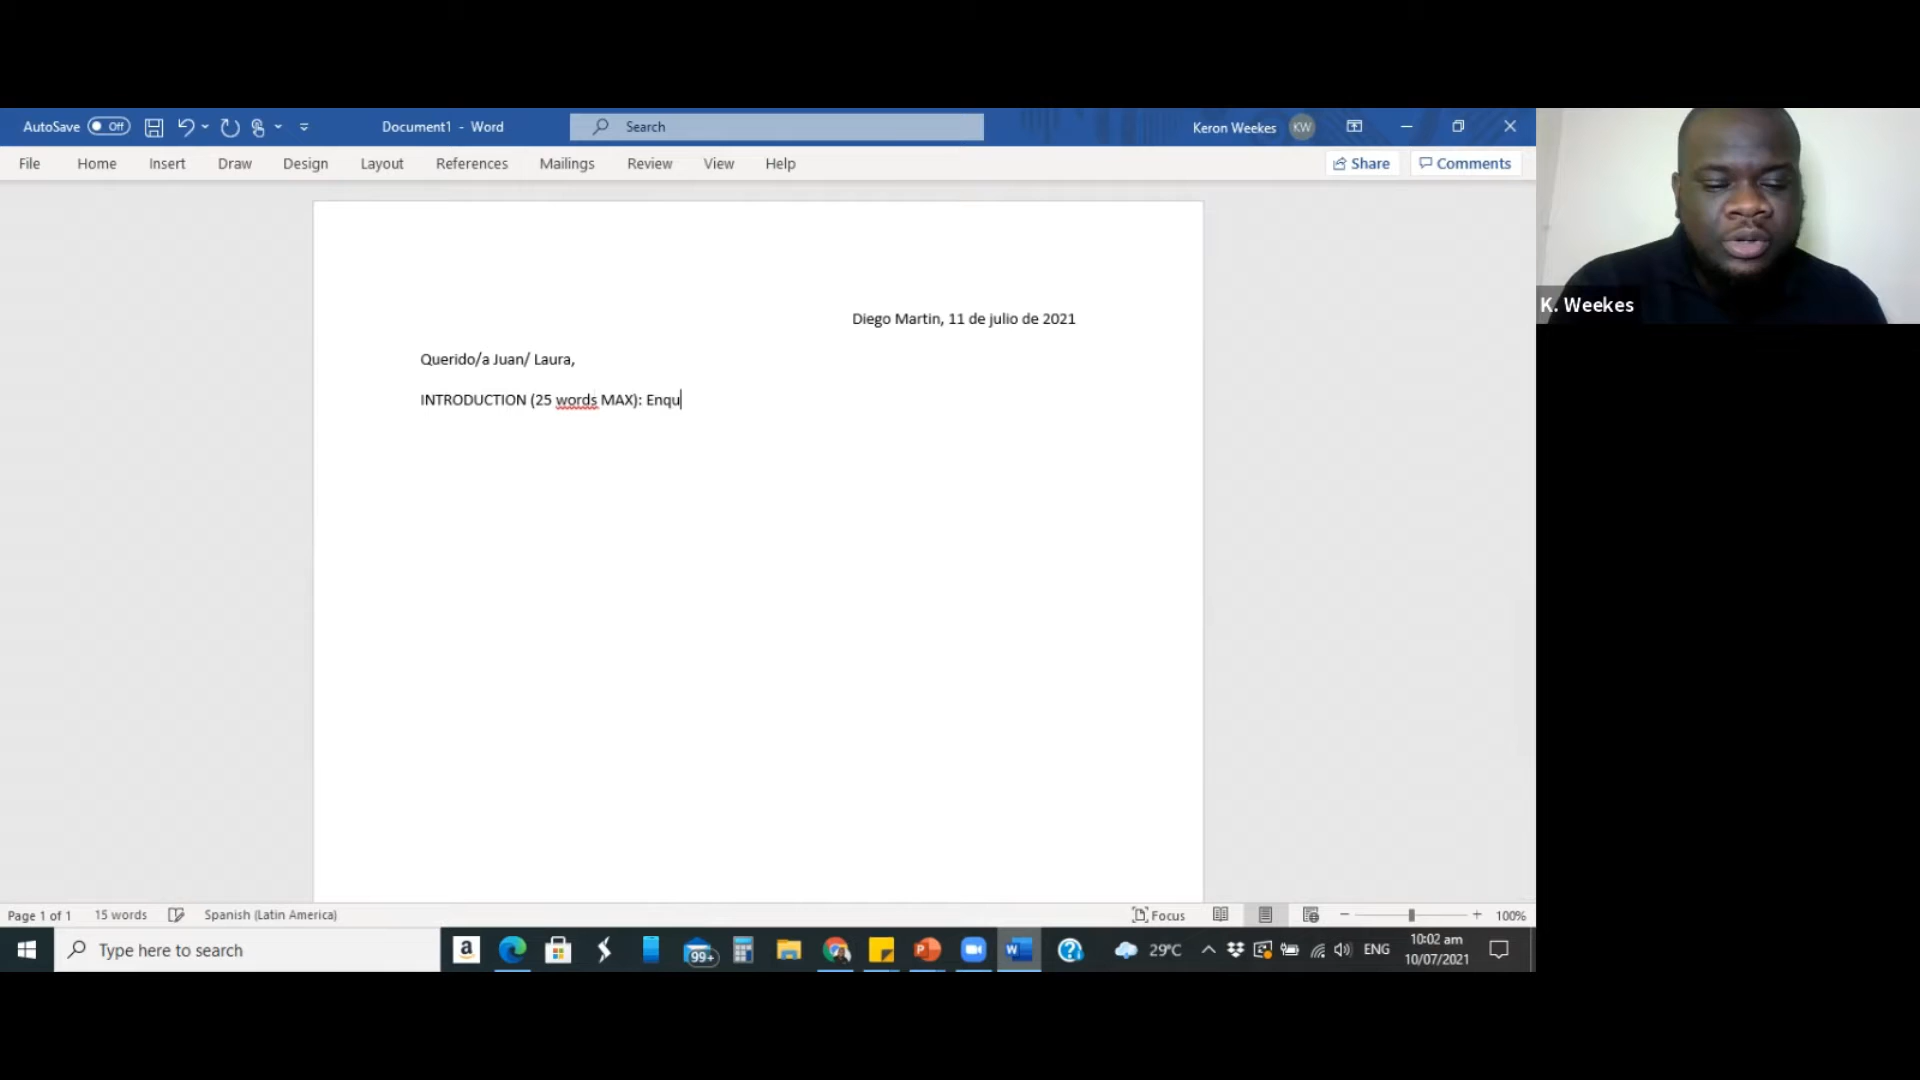 AutoSave Off Document1 - Word Search Keron Weekes KW
File Home Insert Draw Design Layout References Mailings Review View Help Share Comments
Diego Martin, 11 de julio de 2021
Querido/a Juan/ Laura,
INTRODUCTION (25 words MAX): Enqu
K. Weekes
Page 1 of 1 15 words Spanish (Latin America) Focus 100%
Type here to search a 99+ P W 29°C ENG 10:02 am
10/07/2021